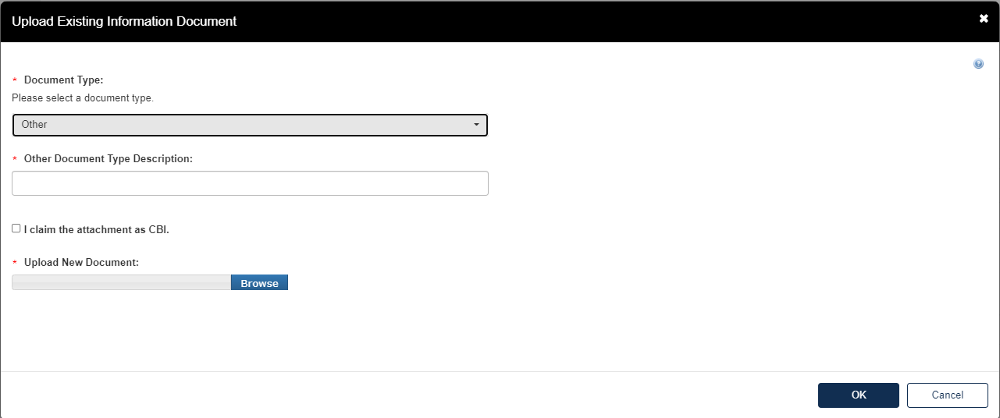 Upload Existing Information Document
* Document Type:
Please select a document type.
Other
* Other Document Type Description:
I claim the attachment as CBI.
* Upload New Document:
Browse
OK
Cancel